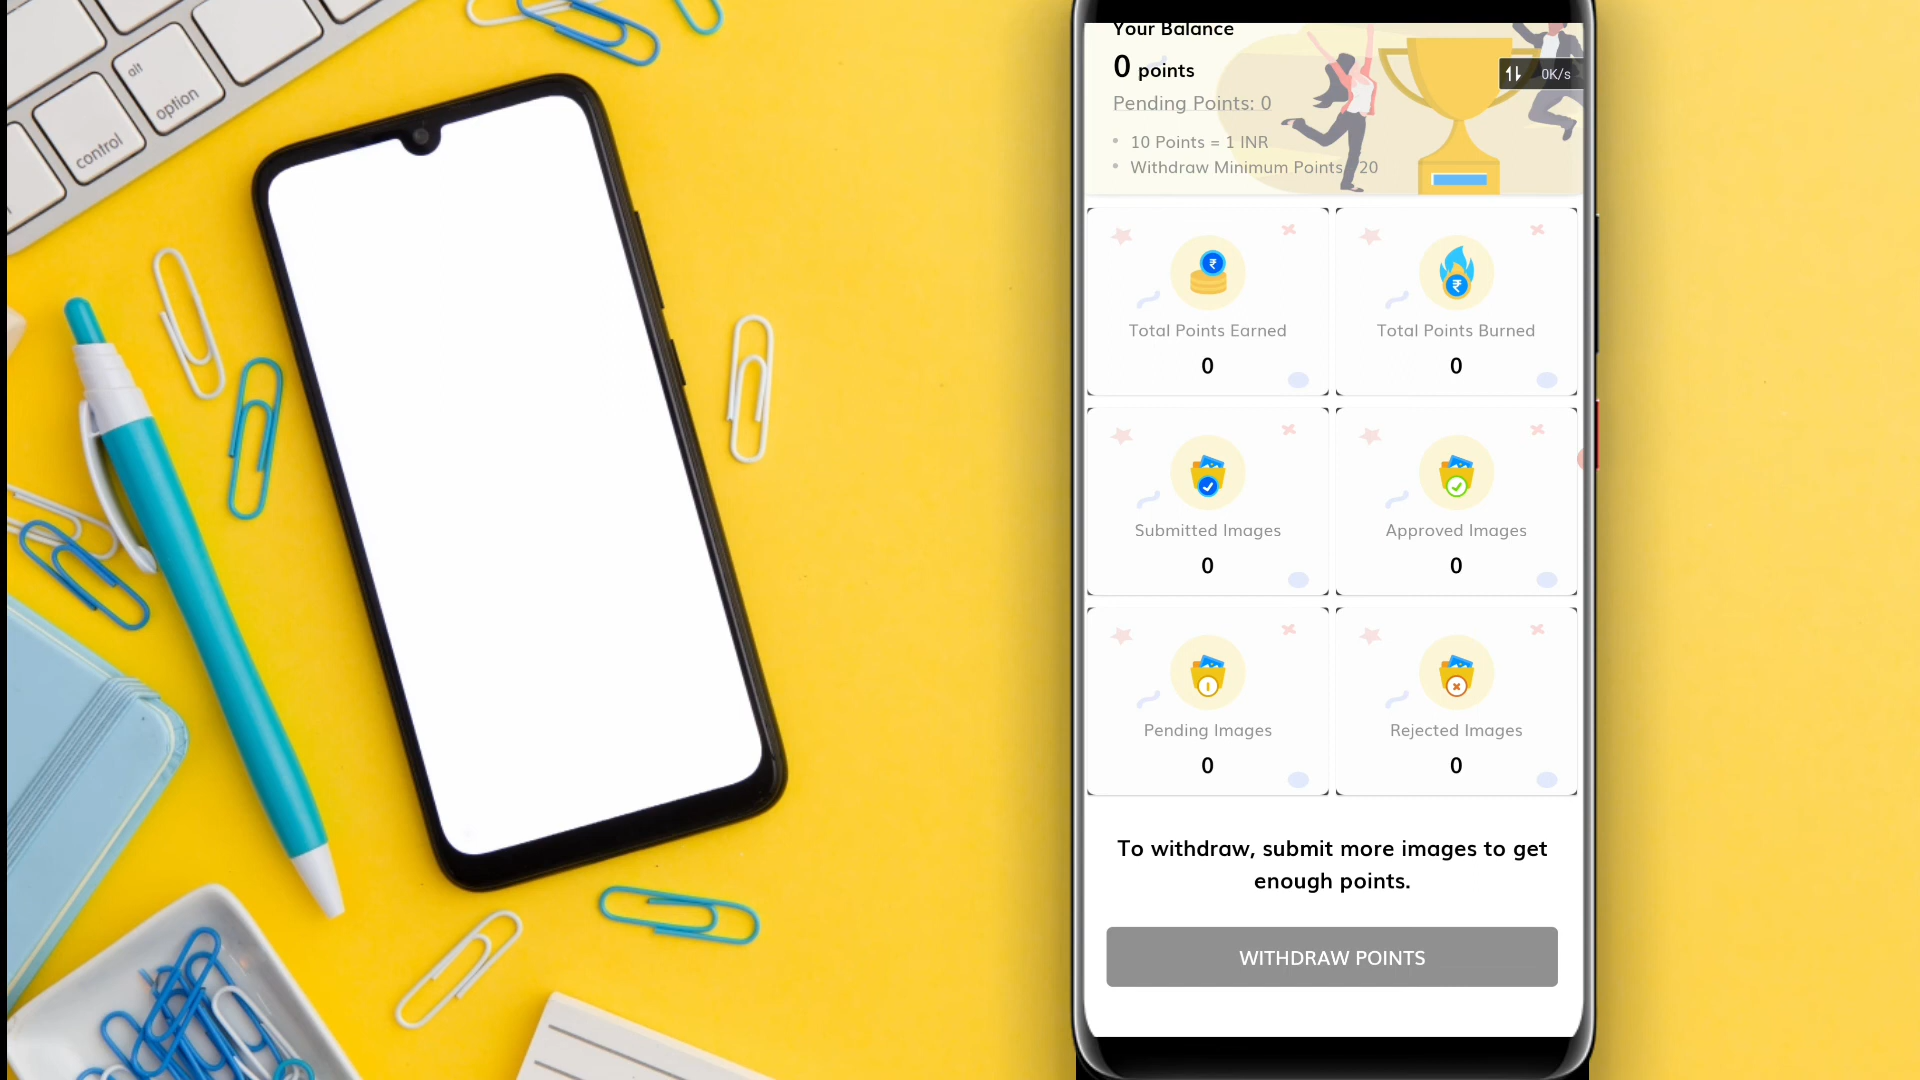 alt
option
control
Your Balance
0 points
0K/s
Pending Points: 0
10 Points = 1 INR
Withdraw Minimum Points 20
Total Points Earned
0
Total Points Burned
0
Submitted Images
0
Approved Images
0
Pending Images
0
Rejected Images
0
To withdraw, submit more images to get
enough points.
WITHDRAW POINTS